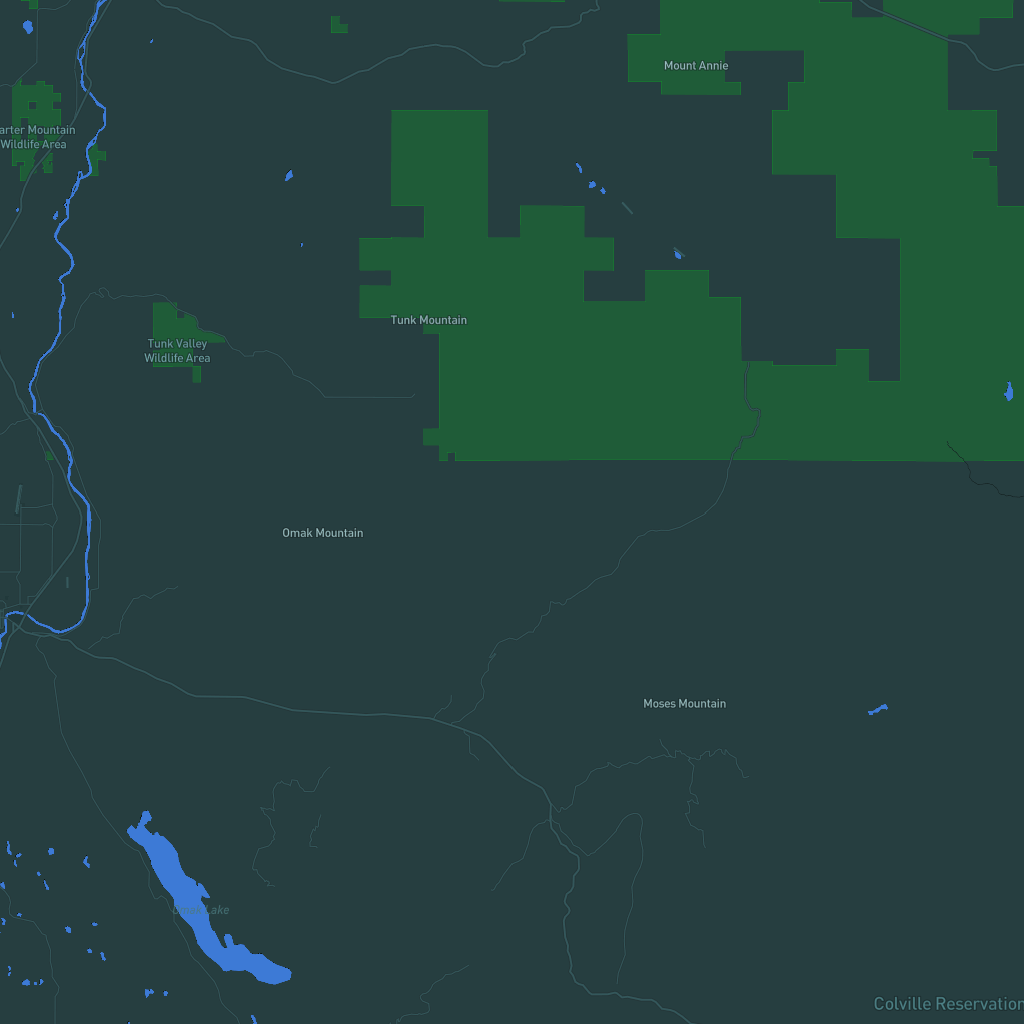 Mount Annie
arter Mountain
Wildlife Area
Tunk Mountain
Tunk Valley
Wildlife Area
Omak Mountain
Moses Mountain
Lake
Colville Reservation